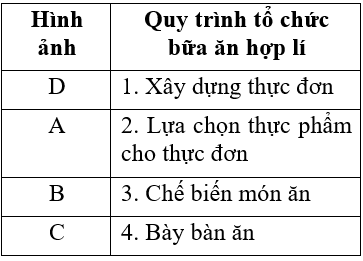 Hình ảnh
Quy trình tổ chức bữa ăn hợp lí
D
1. Xây dựng thực đơn
A
2. Lựa chọn thực phẩm cho thực đơn
B
3. Chế biến món ăn
C
4. Bày bàn ăn